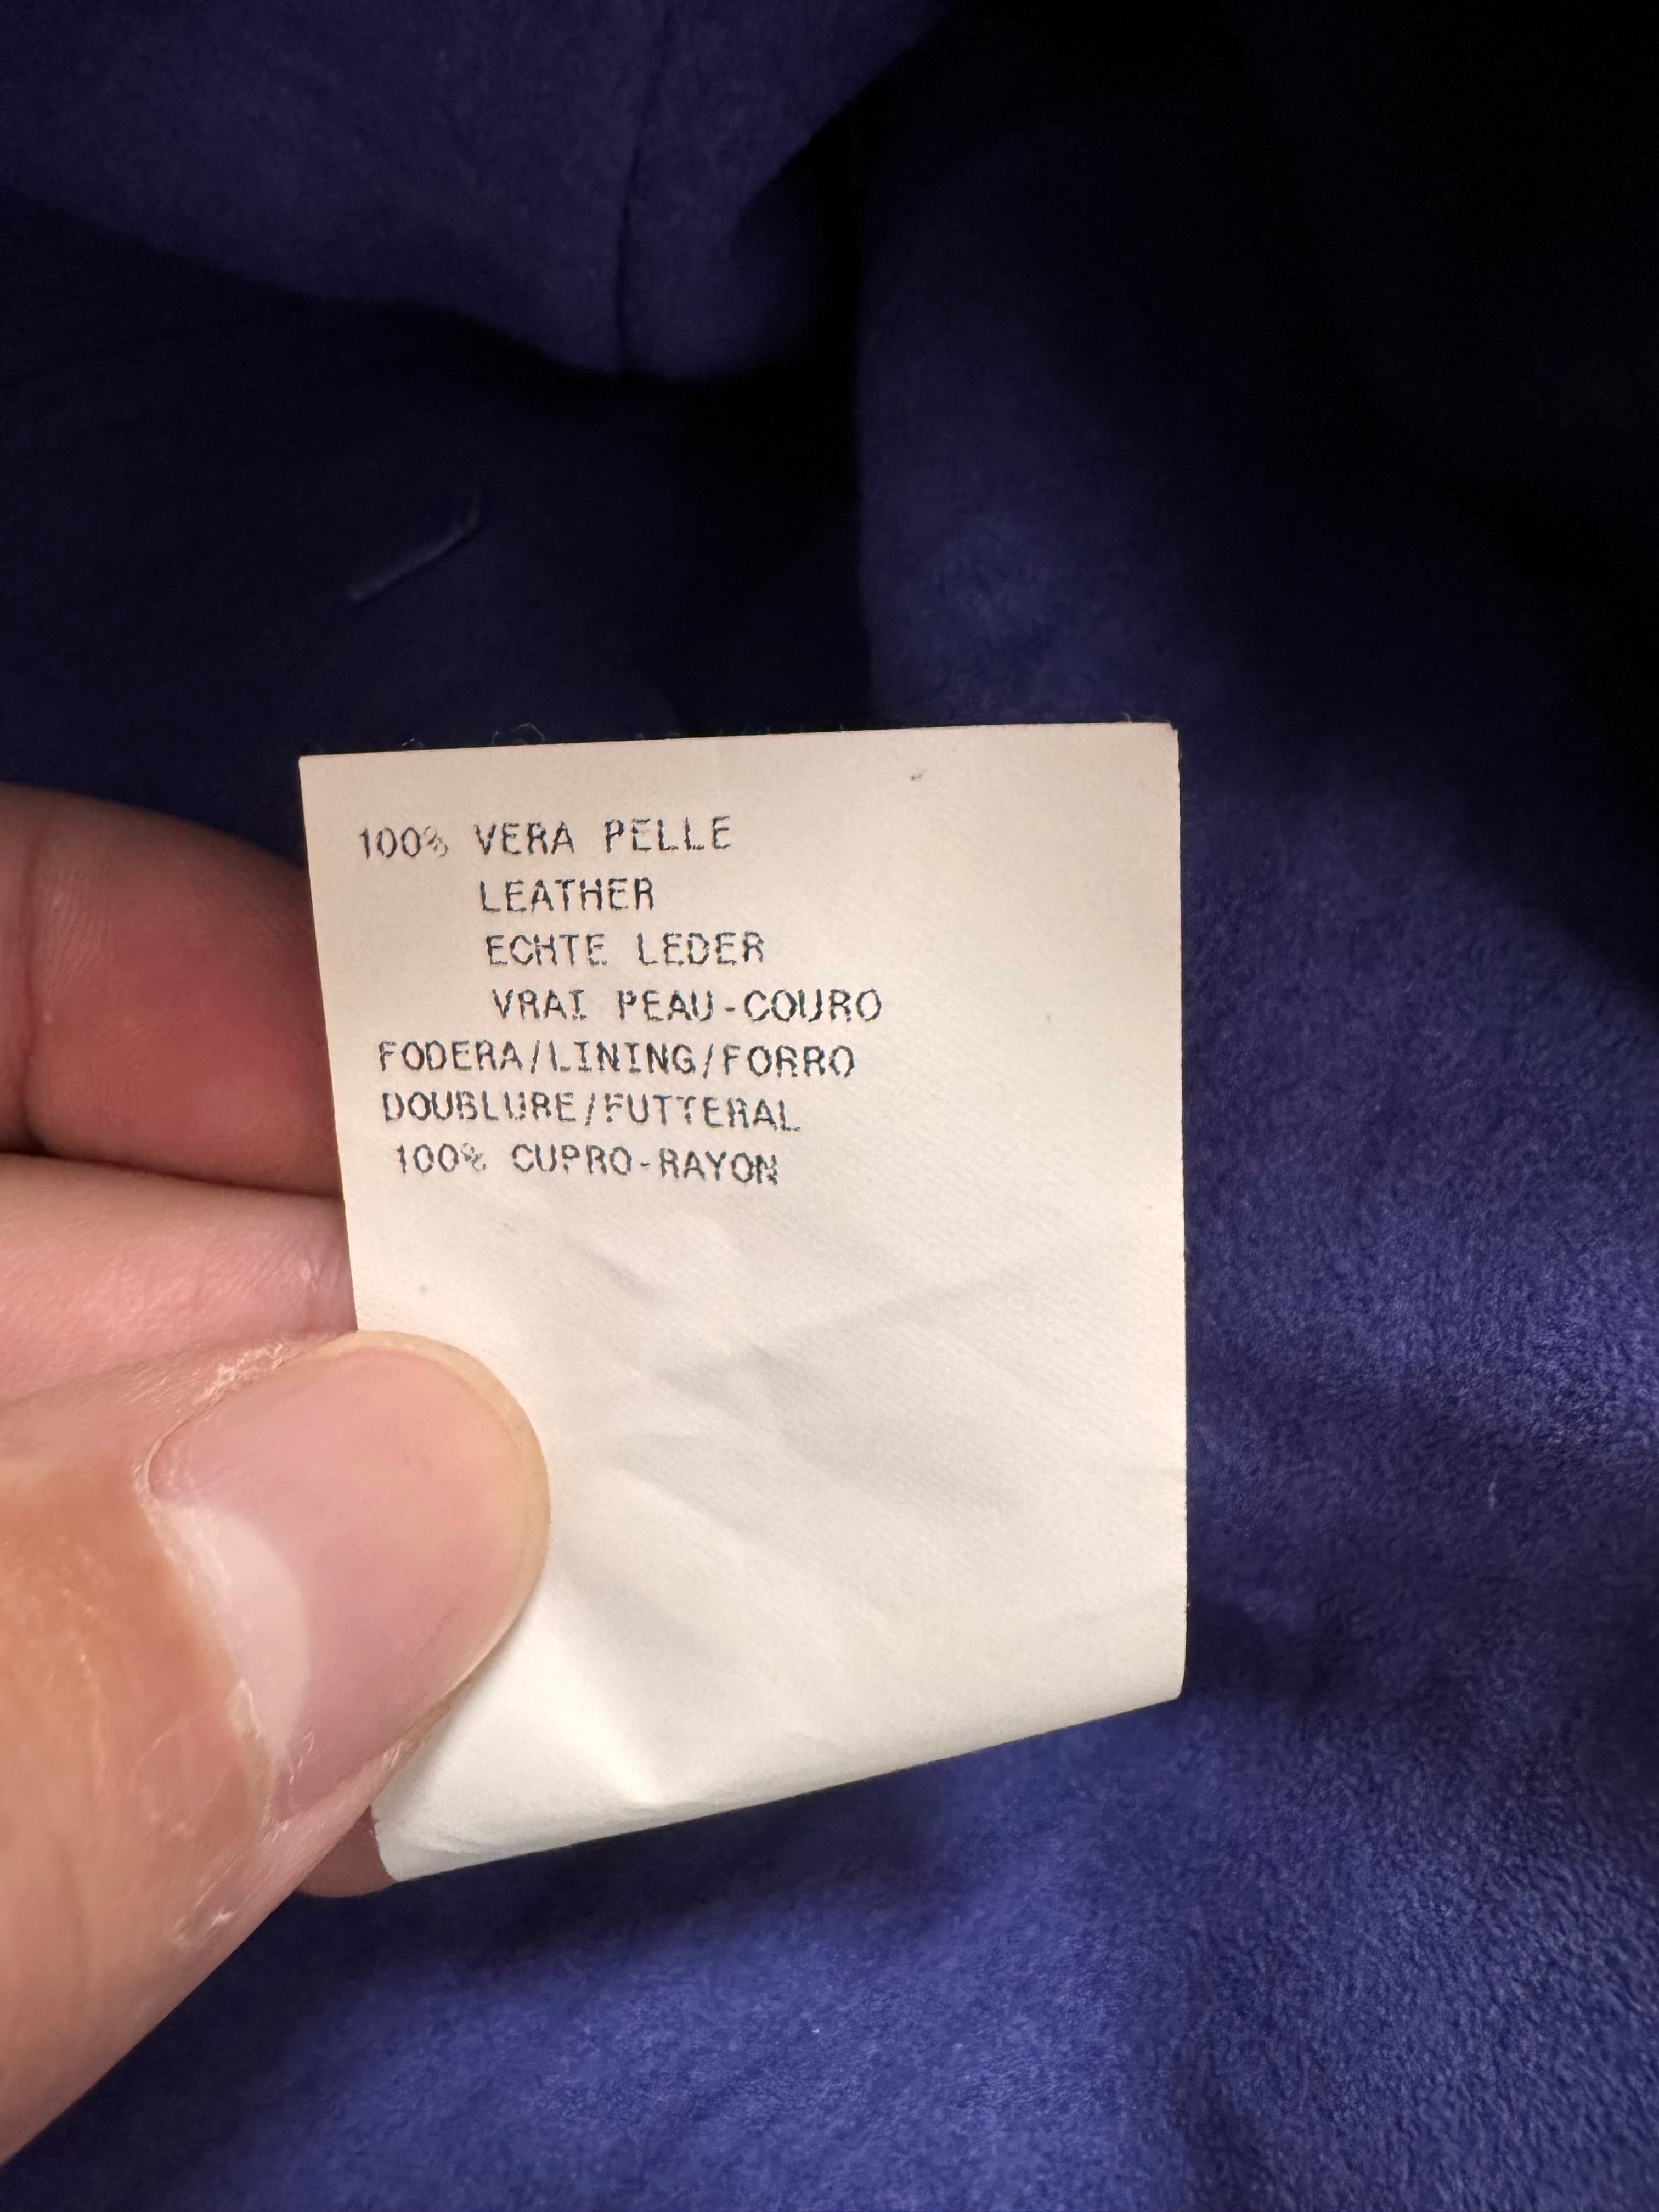 100% VERA PELLE
LEATHER
ECHTE LEDER
VRAI PEAU-COURO
FODERA/LINING/FORRO
DOUBLURE/FUTTERAL
100% CUPRO-RAYON